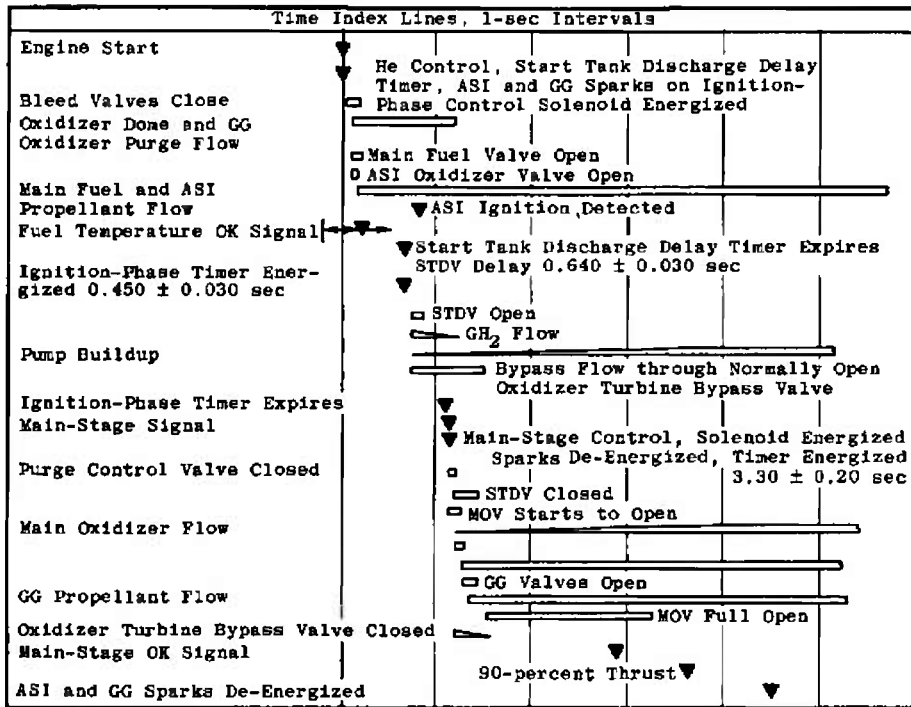 Time Index Lines, 1-sec Intervals
Engine Start
He Control, Start Tank Discharge Delay
Timer, ASI and GG Sparks on Ignition-
Bleed Valves Close
Phase Control Solenoid Energized
Oxidizer Dome and GG
Oxidizer Purge Flow
Main Fuel Valve Open
ASI Oxidizer Valve Open
Main Fuel and ASI
Propellant Flow
ASI Ignition Detected
Fuel Temperature OK Signal
Start Tank Discharge Delay Timer Expires
STDV Delay 0.640 ± 0.030 sec
Ignition-Phase Timer Ener-
gized 0.450 ± 0.030 sec
STDV Open
GH2 Flow
Pump Buildup
Bypass Flow through Normally Open
Oxidizer Turbine Bypass Valve
Ignition-Phase Timer Expires
Main-Stage Signal
Main-Stage Control, Solenoid Energized
Sparks De-Energized, Timer Energized
Purge Control Valve Closed
3.30 ± 0.20 sec
STDV Closed
MOV Starts to Open
Main Oxidizer Flow
GG Valves Open
GG Propellant Flow
MOV Full Open
Oxidizer Turbine Bypass Valve Closed
Main-Stage OK Signal
90-percent Thrust
ASI and GG Sparks De-Energized